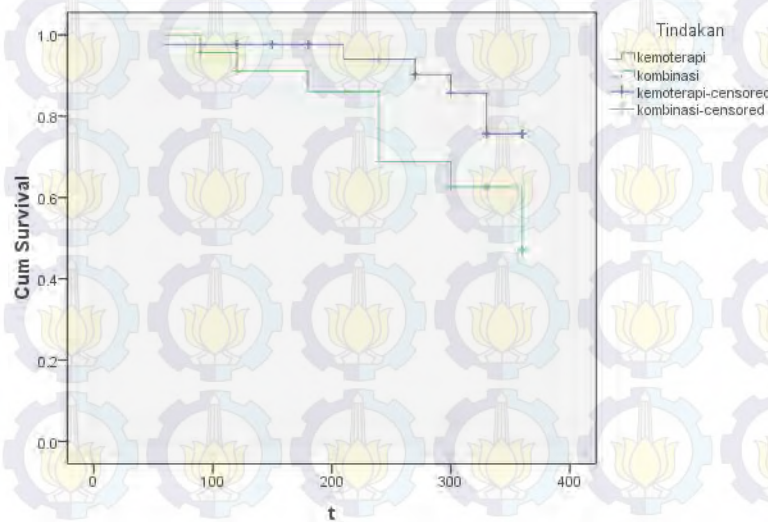 Tindakan
kemoterapi
kombinasi
kemoterapi-censored
kombinasi-censored
1.0
0.8
0.6
0.4
0.2
0.0
Cum Survival
0
100
200
300
400
t